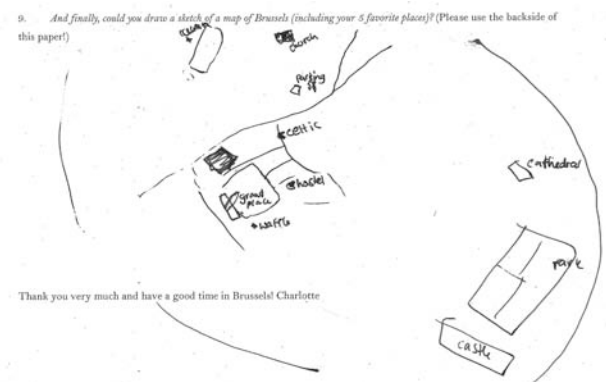 9. And finally, could you draw a sketch of a map of Brussels (including your 5 favorite places)? (Please use the backside of
this paper!)
church
parking
celtic
cathedral
hostel
grand
place
waffle
park
Thank you very much and have a good time in Brussels! Charlotte
castle